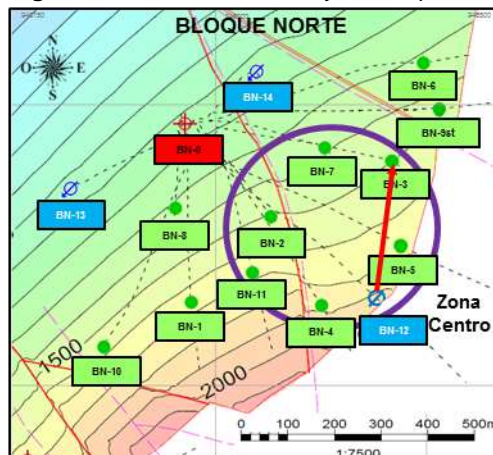 BLOQUE NORTE
N
O E
S
BN-14
BN-6
BN-9st
BN-7
BN-3
BN-13
BN-8
BN-2
BN-11
BN-5
BN-1
BN-4
BN-12
Zona
Centro
BN-10
1500
2000
0 100 200 300 400 500m
1:7500